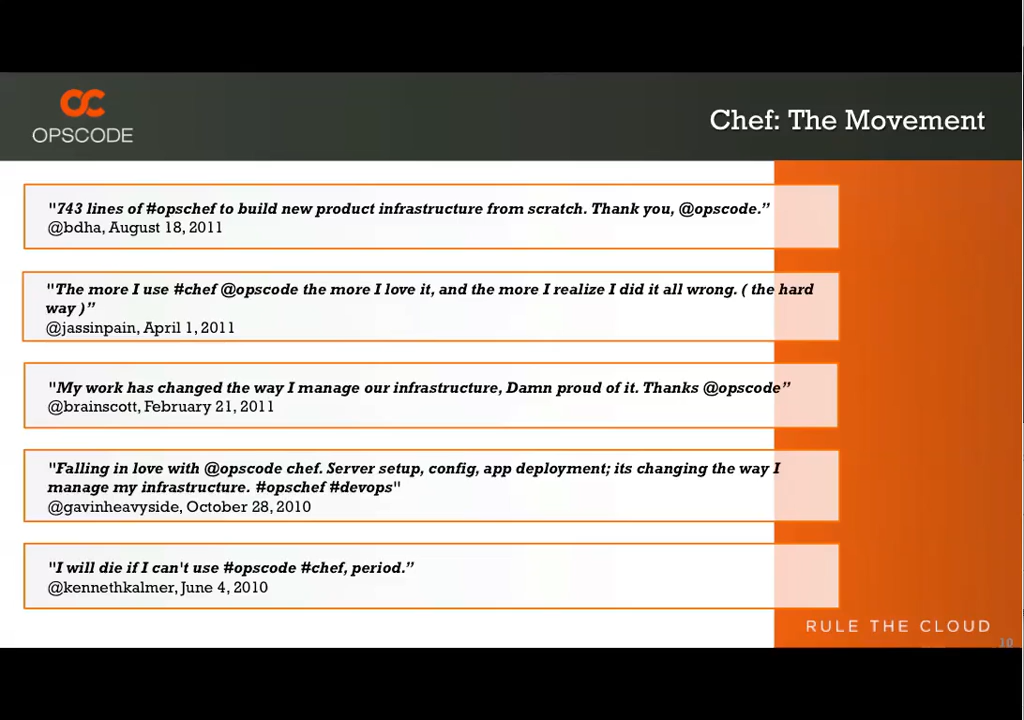 OPSCODE
Chef: The Movement
"743 lines of #opschef to build new product infrastructure from scratch. Thank you, @opscode.”
@bdha, August 18, 2011
"The more I use #chef @opscode the more I love it, and the more I realize I did it all wrong. ( the hard
way )”
@jassinpain, April 1, 2011
"My work has changed the way I manage our infrastructure, Damn proud of it. Thanks @opscode”
@brainscott, February 21, 2011
"Falling in love with @opscode chef. Server setup, config, app deployment; its changing the way I
manage my infrastructure. #opschef #devops"
@gavinheavyside, October 28, 2010
"I will die if I can't use #opscode #chef, period.”
@kennethkalmer, June 4, 2010
RULE THE CLOUD
10